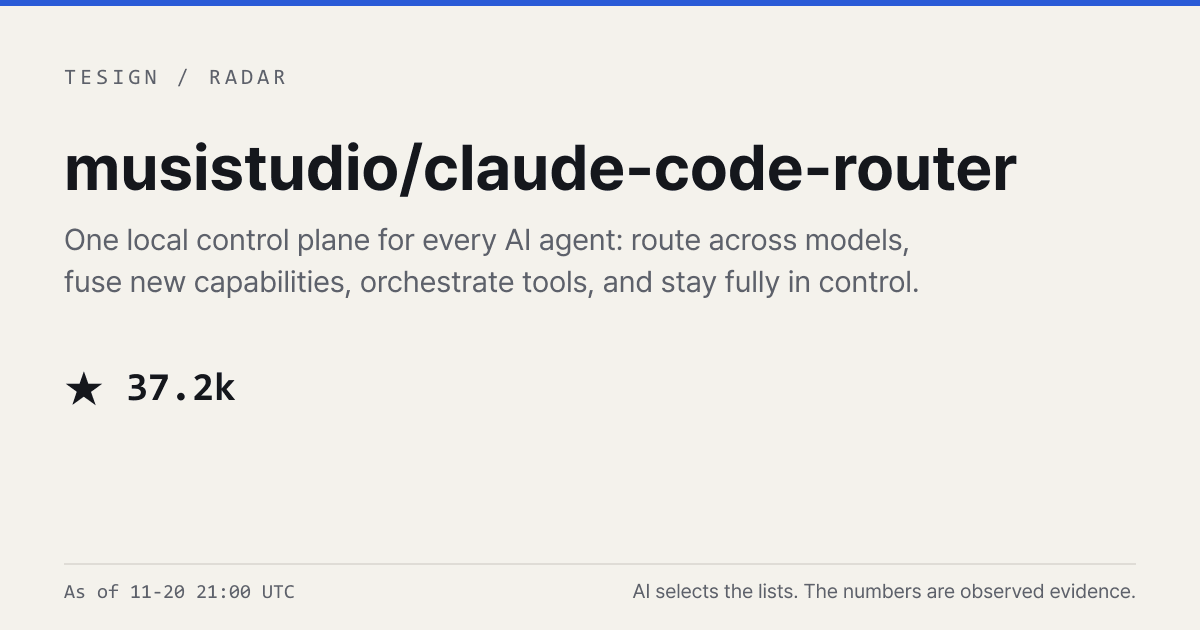 TESIGN / RADAR
musistudio/claude-code-router
One local control plane for every AI agent: route across models,
fuse new capabilities, orchestrate tools, and stay fully in control.
★ 37.2k
As of 11-20 21:00 UTC
AI selects the lists. The numbers are observed evidence.